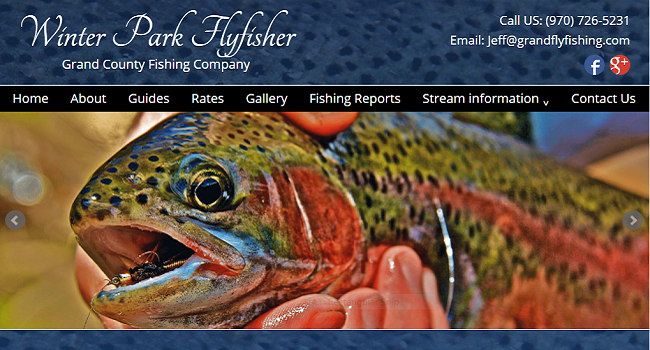 Winter Park Flyfisher
Grand County Fishing Company
Call US: (970) 726-5231
Email: Jeff@grandflyfishing.com
f g+
Home About Guides Rates Gallery Fishing Reports Stream information v Contact Us